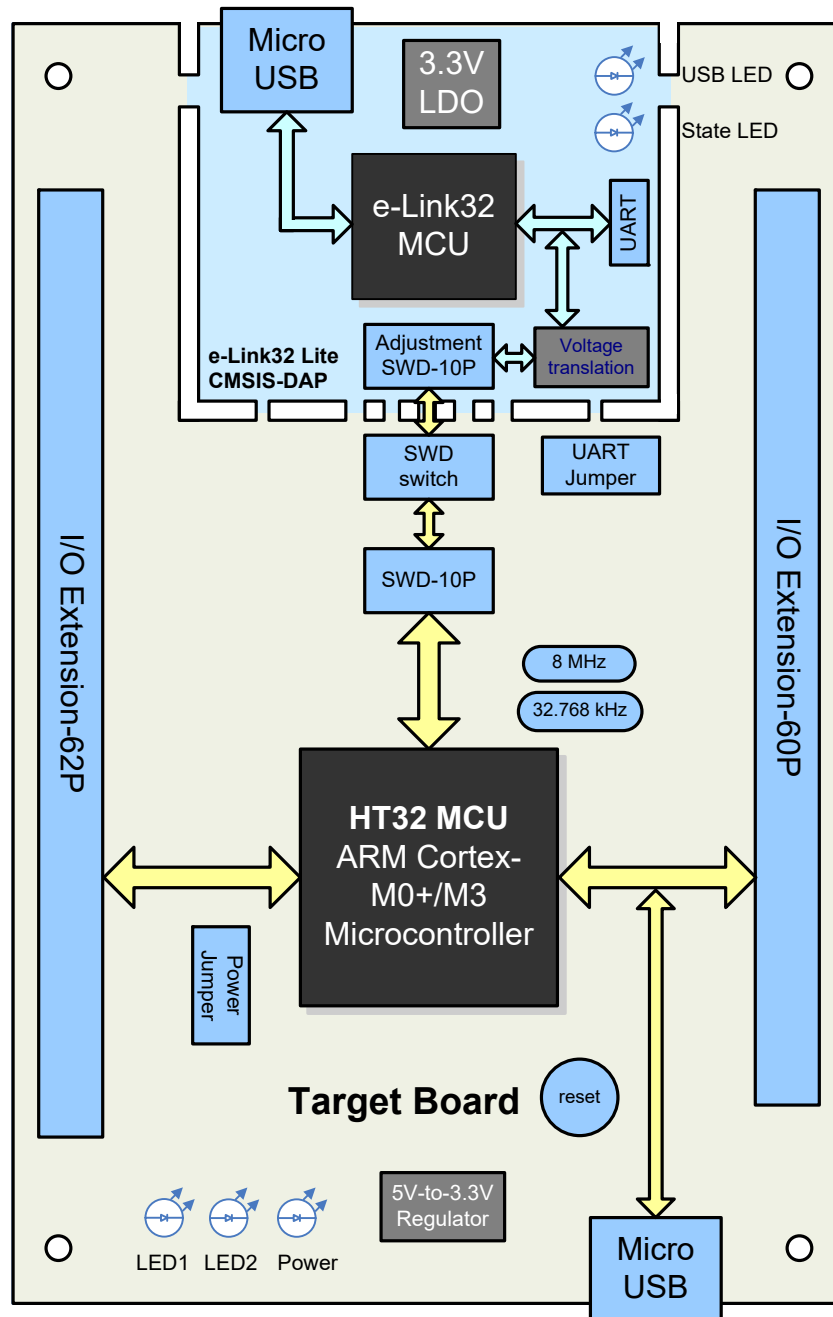 Micro
USB
3.3V
LDO
USB LED
State LED
e-Link32
MCU
UART
e-Link32 Lite
CMSIS-DAP
Adjustment
SWD-10P
Voltage
translation
SWD
switch
UART
Jumper
SWD-10P
I/O Extension-62P
I/O Extension-60P
8 MHz
32.768 kHz
HT32 MCU
ARM Cortex-
M0+/M3
Microcontroller
Power
Jumper
Target Board
reset
5V-to-3.3V
Regulator
LED1
LED2
Power
Micro
USB